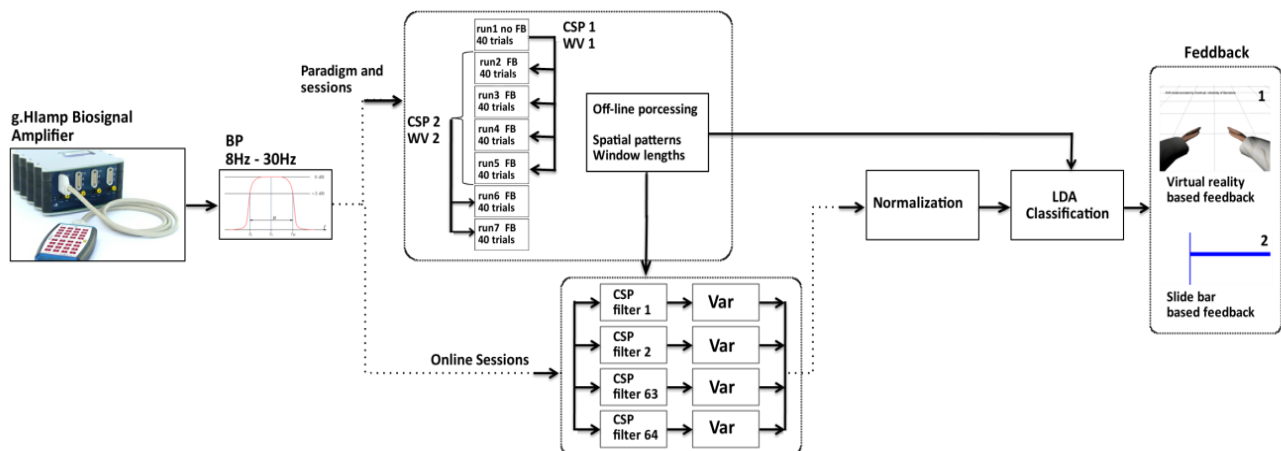 g.HIamp Biosignal
Amplifier
BP
8Hz - 30Hz
0 dB
Paradigm and
sessions
run1 no FB
40 trials
run2 FB
40 trials
run3 FB
40 trials
run4 FB
40 trials
run5 FB
40 trials
run6 FB
40 trials
run7 FB
40 trials
CSP 1
WV 1
CSP 2
WV 2
Off-line porcessing
Spatial patterns
Window lengths
Online Sessions
CSP
filter 1
Var
CSP
filter 2
Var
CSP
filter 63
Var
CSP
filter 64
Var
Normalization
LDA
Classification
Feddback
1
Virtual reality
based feedback
2
Slide bar
based feedback